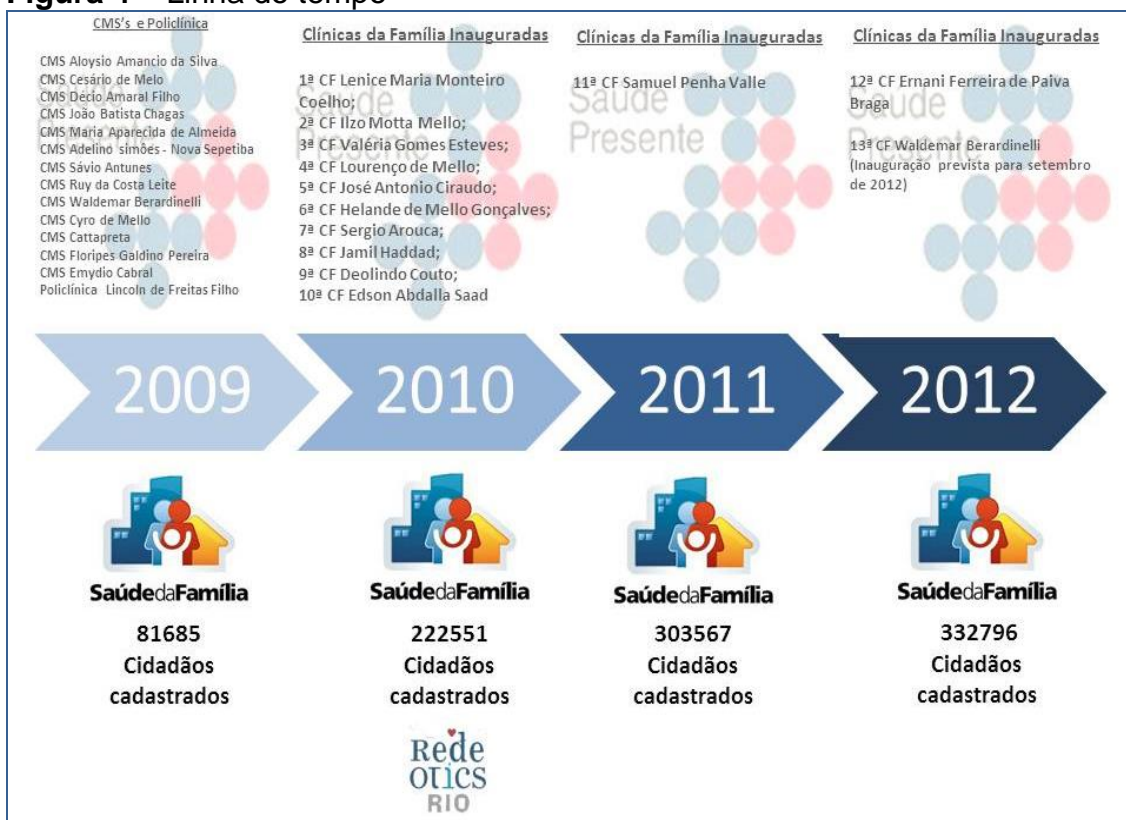 Linha do tempo
CMS's e Policlínica
CMS Aloysio Amancio da Silva
CMS Cesário de Melo
CMS Decio Amaral Filho
CMS João Batista Chagas
CMS Maria Aparecida de Almeida
CMS Adelino simões - Nova Sepetiba
CMS Sávio Antunes
CMS Ruy da Costa Leite
CMS Waldemar Berardinelli
CMS Cyro de Mello
CMS Cattapreta
CMS Floripes Galdino Pereira
CMS Emydio Cabral
Policlínica Lincoln de Freitas Filho
Clínicas da Família Inauguradas
1ª CF Lenice Maria Monteiro
Coelho;
2ª CF Ilzo Motta Mello;
3ª CF Valéria Gomes Esteves;
4ª CF Lourenço de Mello;
5ª CF José Antonio Ciraudo;
6ª CF Helande de Mello Gonçalves;
7ª CF Sergio Arouca;
8ª CF Jamil Haddad;
9ª CF Deolindo Couto;
10ª CF Edson Abdalla Saad
Saude
Presente
Clínicas da Família Inauguradas
11ª CF Samuel Penha Valle
Saude
Presente
Clínicas da Família Inauguradas
12ª CF Ernani Ferreira de Paiva
Braga
13ª CF Waldemar Berardinelli
(Inauguração prevista para setembro
de 2012)
Saude
Presente
2009
2010
2011
2012
SaúdedaFamília
SaúdedaFamília
SaúdedaFamília
SaúdedaFamília
81685
Cidadãos
cadastrados
222551
Cidadãos
cadastrados
303567
Cidadãos
cadastrados
332796
Cidadãos
cadastrados
Rede
OTICS
RIO